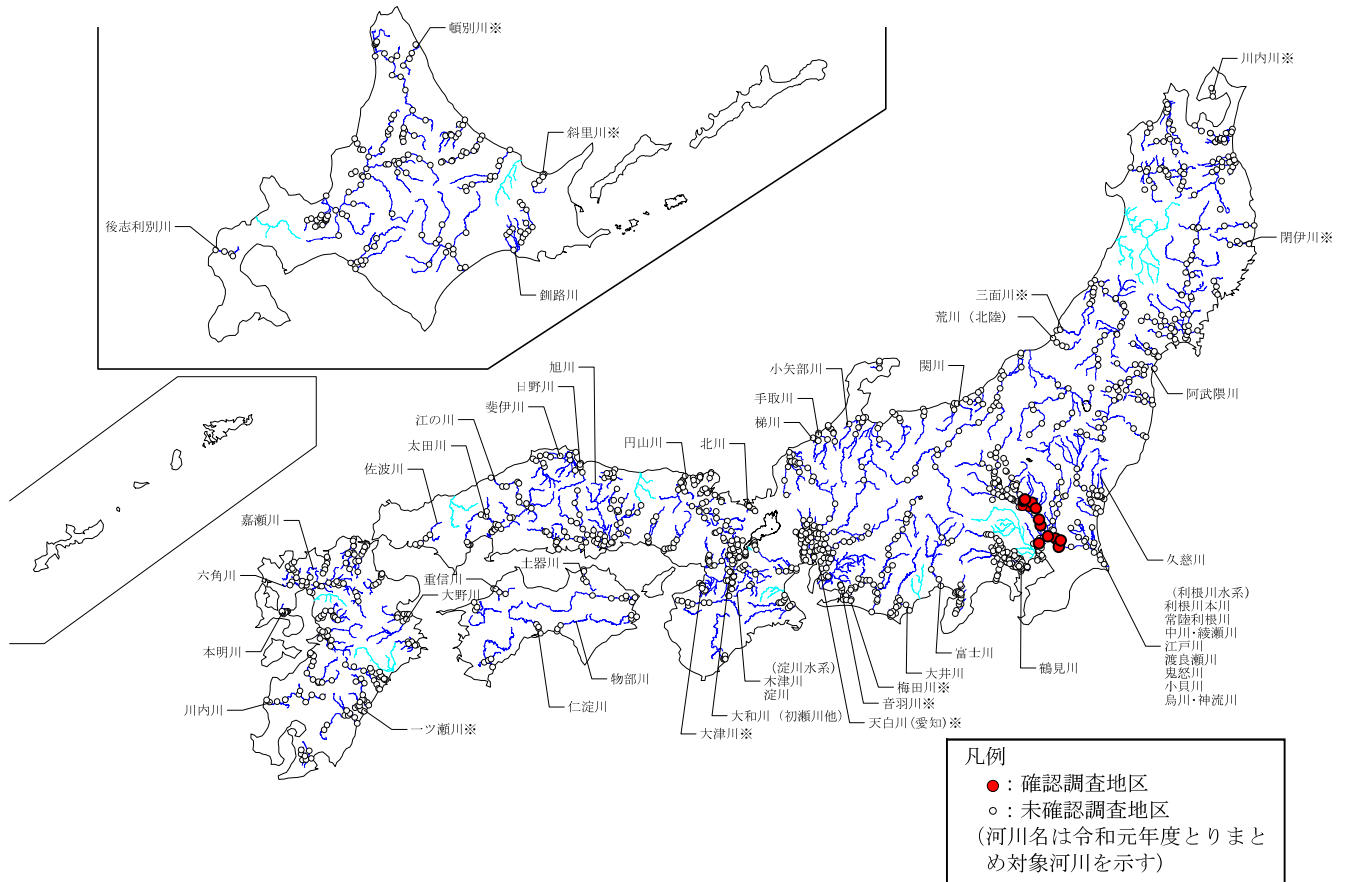 頓別川※
川内川※
斜里川※
後志利別川
釧路川
閉伊川※
三面川※
荒川（北陸）
旭川
日野川
斐伊川
江の川
太田川
佐波川
円山川
北川
小矢部川
手取川
梯川
関川
阿武隈川
嘉瀬川
六角川
本明川
川内川
重信川
大野川
土器川
一ツ瀬川※
物部川
仁淀川
（淀川水系）
木津川
淀川
大和川（初瀬川他）
大津川※
富士川
大井川
梅田川※
音羽川※
天白川(愛知)※
鶴見川
久慈川
（利根川水系）
利根川本川
常陸利根川
中川・綾瀬川
江戸川
渡良瀬川
鬼怒川
小貝川
烏川・神流川
凡例
●：確認調査地区
○：未確認調査地区
（河川名は令和元年度とりまと
め対象河川を示す）